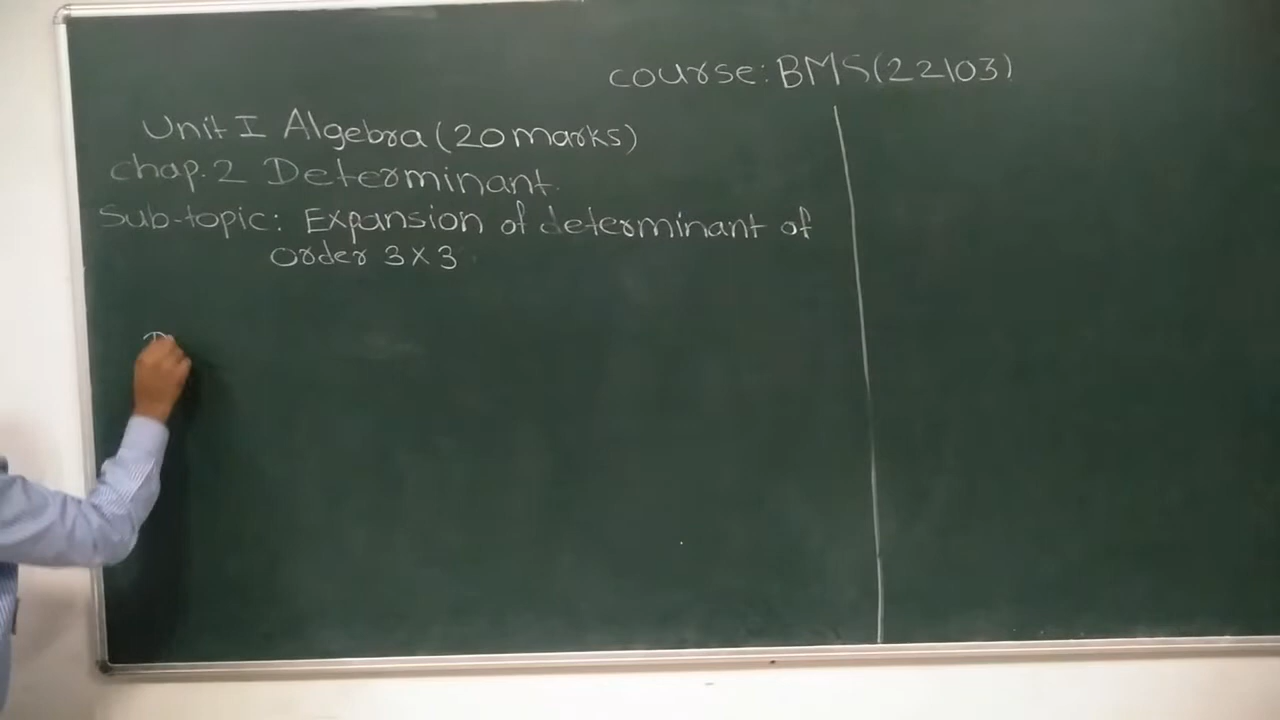 course: BMS(22103)
Unit I Algebra (20 marks)
Chap. 2 Determinant.
Sub-topic: Expansion of determinant of
Order 3×3